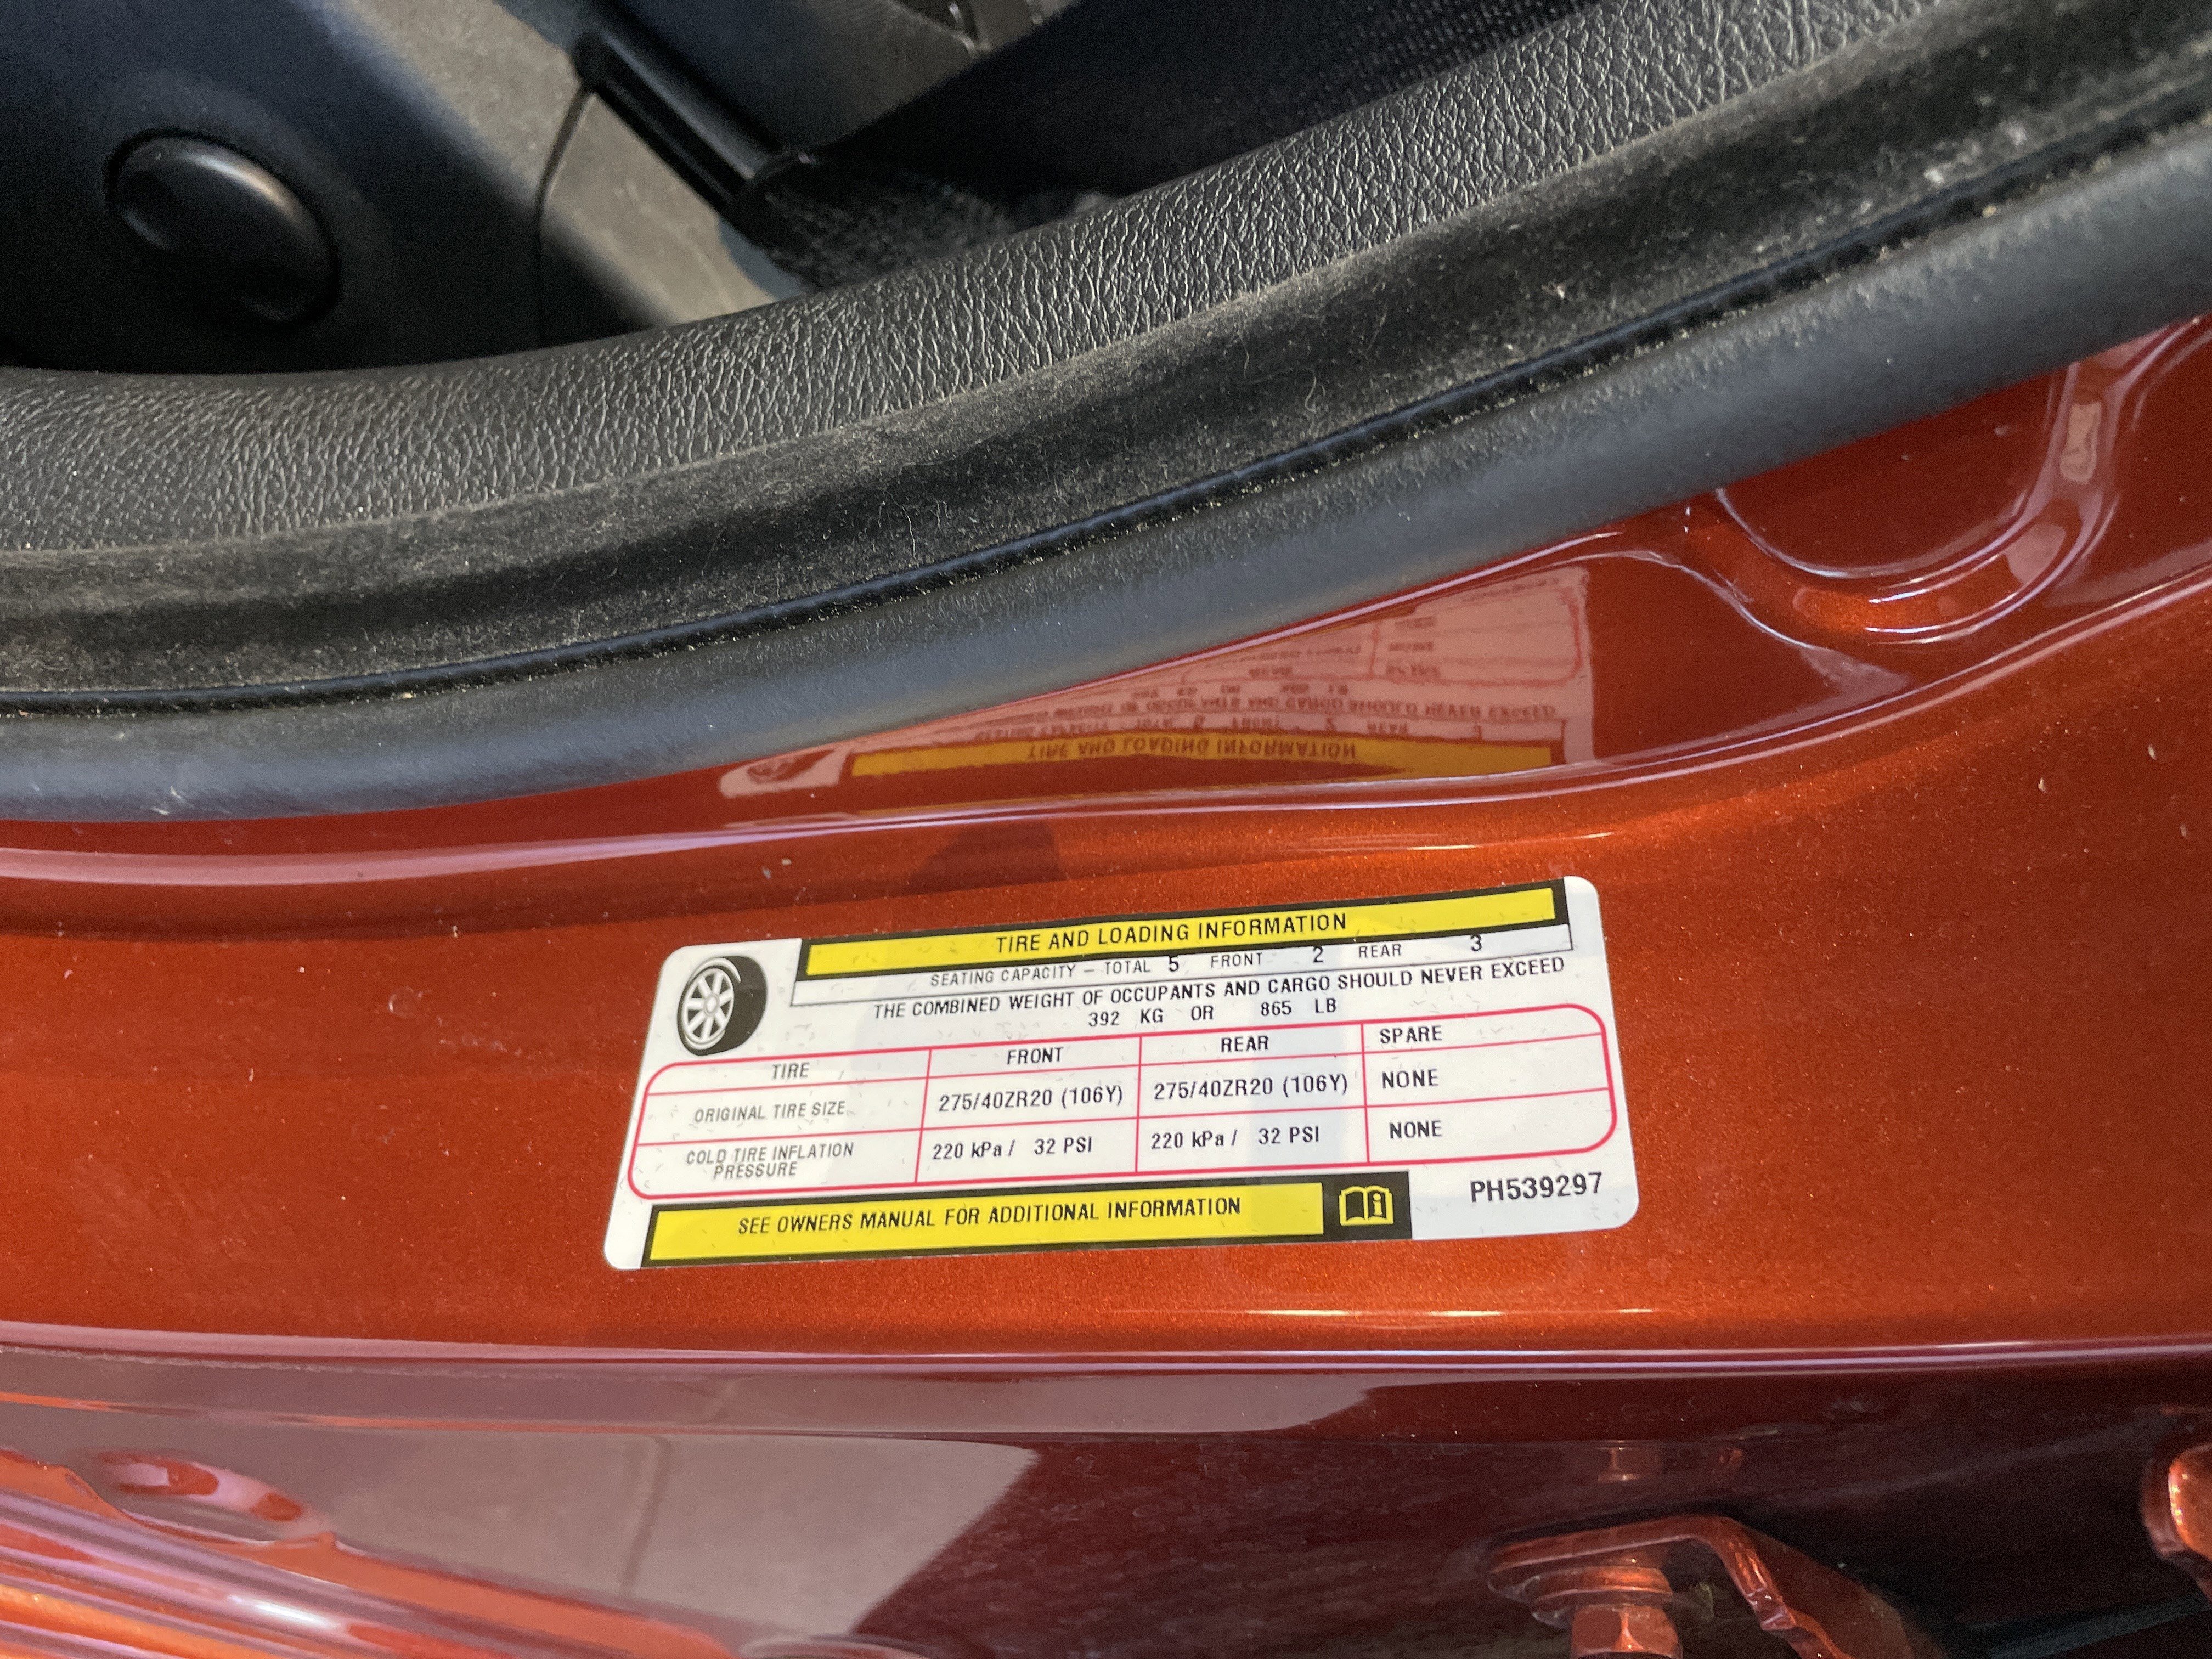 TIRE AND LOADING INFORMATION
SEATING CAPACITY – TOTAL 5 FRONT 2 REAR 3
THE COMBINED WEIGHT OF OCCUPANTS AND CARGO SHOULD NEVER EXCEED
392 KG OR 865 LB
TIRE FRONT REAR SPARE
ORIGINAL TIRE SIZE 275/40ZR20 (106Y) 275/40ZR20 (106Y) NONE
COLD TIRE INFLATION PRESSURE 220 kPa / 32 PSI 220 kPa / 32 PSI NONE
SEE OWNERS MANUAL FOR ADDITIONAL INFORMATION
PH539297